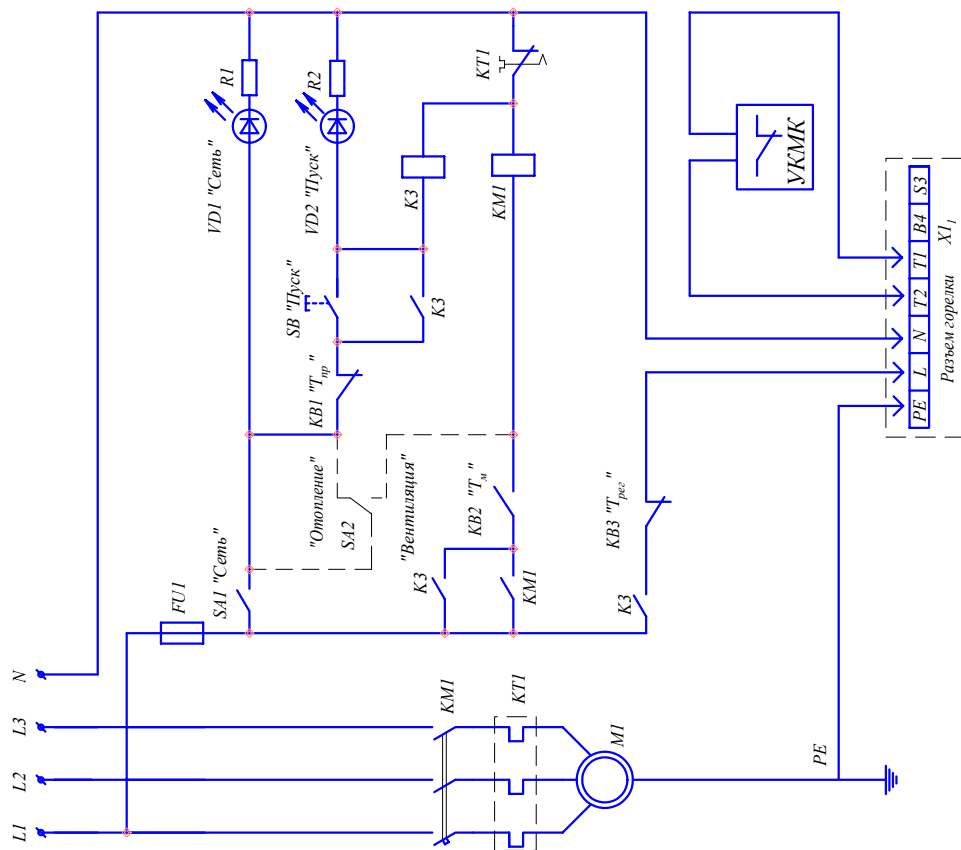 R1
VD1 "Сеть"
R2
VD2 "Пуск"
KT1
K3
KM1
SB "Пуск"
K3
KB1 "Tпр"
"Отопление"
SA2
"Вентиляция"
KB2 "Tм"
KB3 "Tрег"
SA1 "Сеть"
FU1
K3
KM1
K3
N
L3
L2
L1
KM1
KT1
M1
PE
УКМК
PE L N T2 T1 B4 S3
X1₁
Разъем горелки